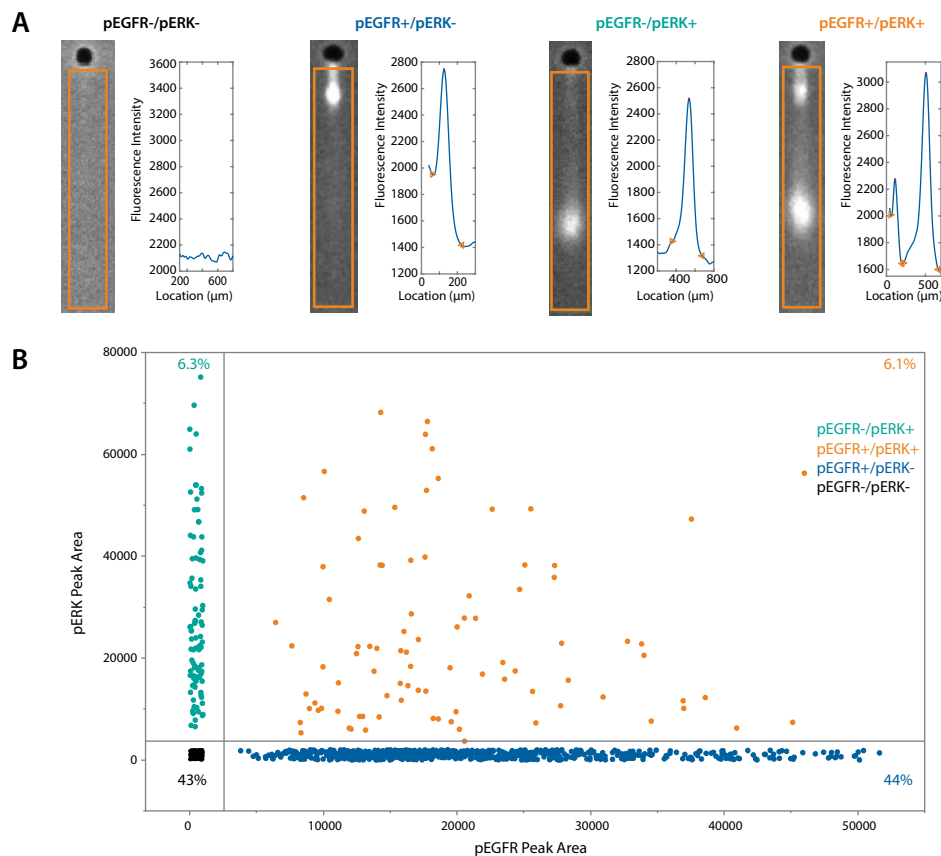 A
pEGFR-/pERK-
pEGFR+/pERK-
pEGFR-/pERK+
pEGFR+/pERK+
Fluorescence Intensity
3600
3400
3200
3000
2800
2600
2400
2200
2000
200
600
Location (μm)
Fluorescence Intensity
2800
2600
2400
2200
2000
1800
1600
1400
1200
0
200
Location (μm)
Fluorescence Intensity
2800
2600
2400
2200
2000
1800
1600
1400
1200
400
800
Location (μm)
Fluorescence Intensity
3000
2800
2600
2400
2200
2000
1800
1600
0
500
Location (μm)
B
pERK Peak Area
80000
60000
40000
20000
0
6.3%
6.1%
pEGFR-/pERK+
pEGFR+/pERK+
pEGFR+/pERK-
pEGFR-/pERK-
43%
44%
0
10000
20000
30000
40000
50000
pEGFR Peak Area